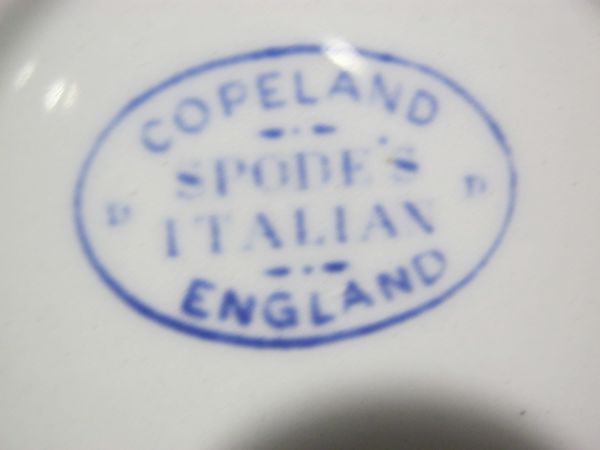 COPELAND
SPODE'S
D
D
ITALIAN
ENGLAND